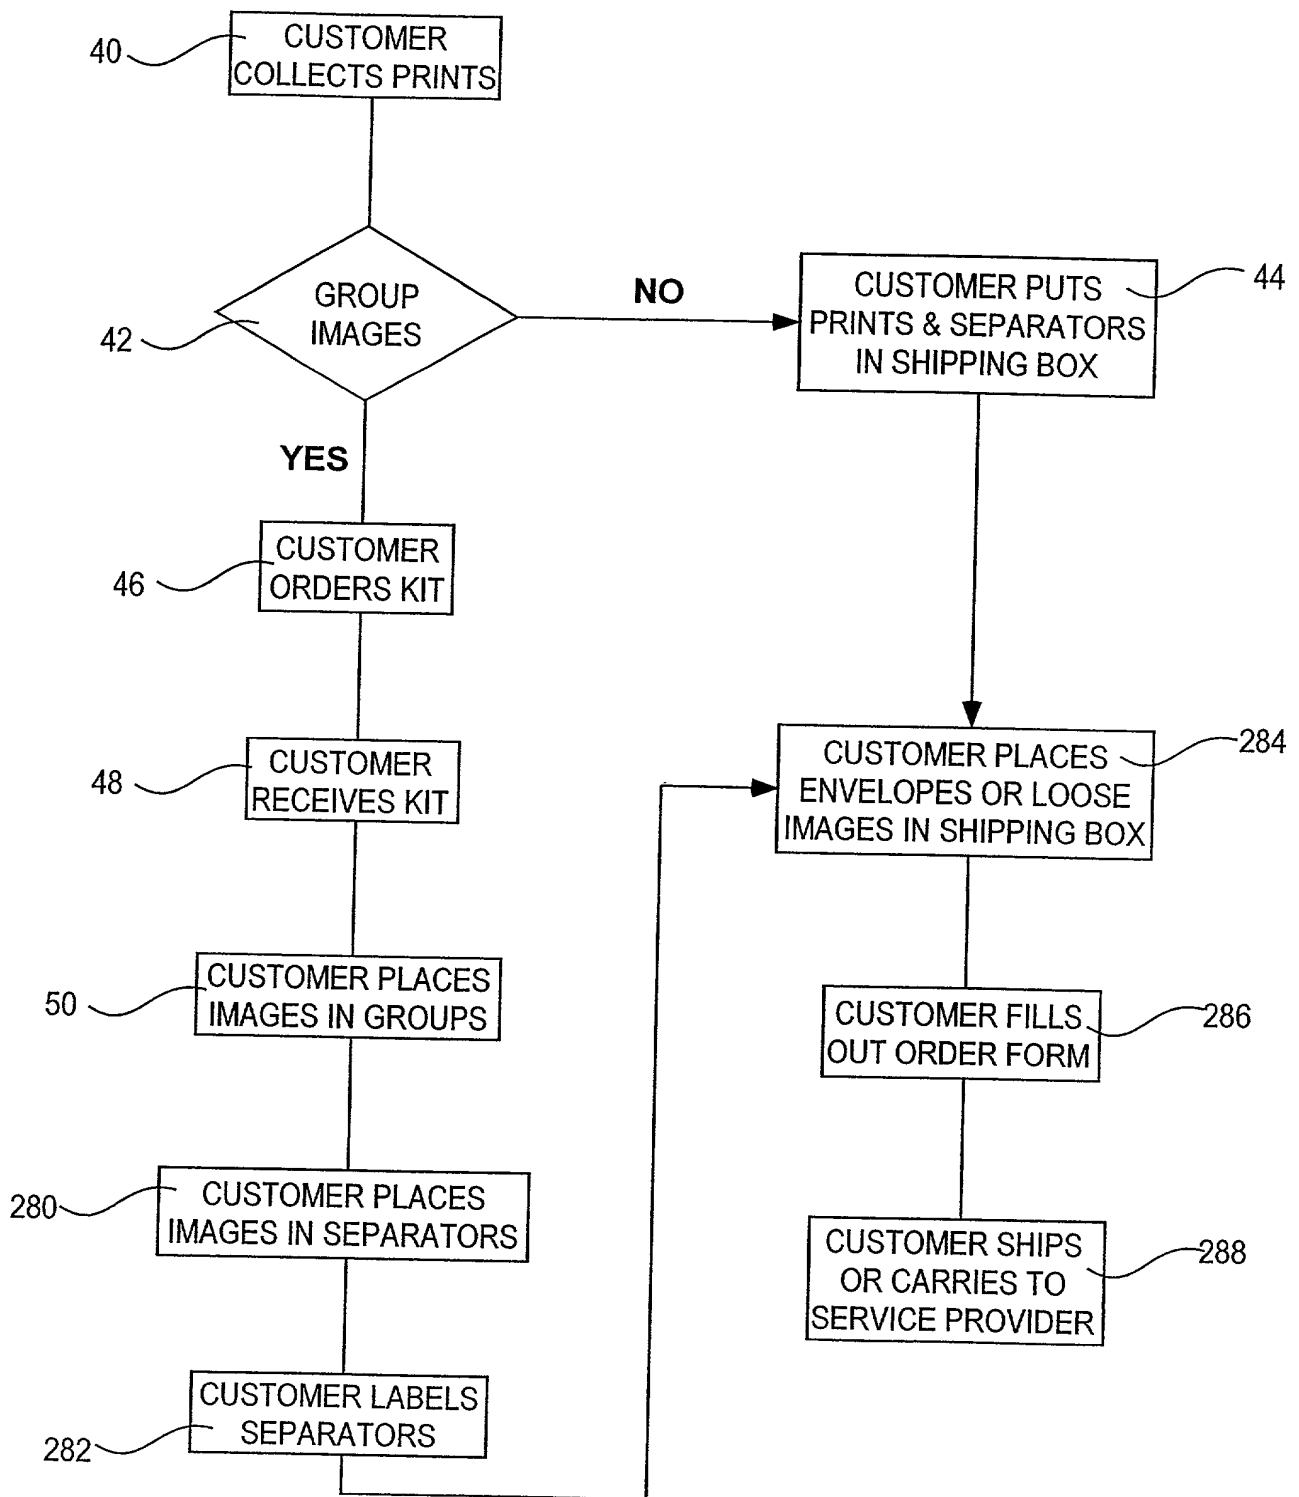 40
CUSTOMER
COLLECTS PRINTS
42
GROUP
IMAGES
NO
44
CUSTOMER PUTS
PRINTS & SEPARATORS
IN SHIPPING BOX
YES
46
CUSTOMER
ORDERS KIT
48
CUSTOMER
RECEIVES KIT
50
CUSTOMER PLACES
IMAGES IN GROUPS
280
CUSTOMER PLACES
IMAGES IN SEPARATORS
282
CUSTOMER LABELS
SEPARATORS
284
CUSTOMER PLACES
ENVELOPES OR LOOSE
IMAGES IN SHIPPING BOX
286
CUSTOMER FILLS
OUT ORDER FORM
288
CUSTOMER SHIPS
OR CARRIES TO
SERVICE PROVIDER